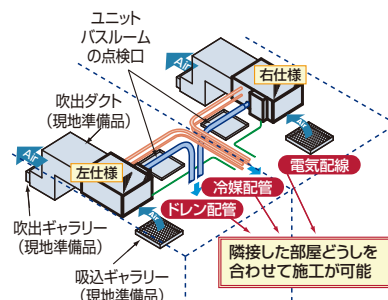 ユニット
バスルーム
の点検口
Air
右仕様
吹出ダクト
(現地準備品)
Air
Air
左仕様
電気配線
冷媒配管
Air
ドレン配管
吹出ギャラリー
(現地準備品)
吸込ギャラリー
(現地準備品)
隣接した部屋どうしを
合わせて施工が可能